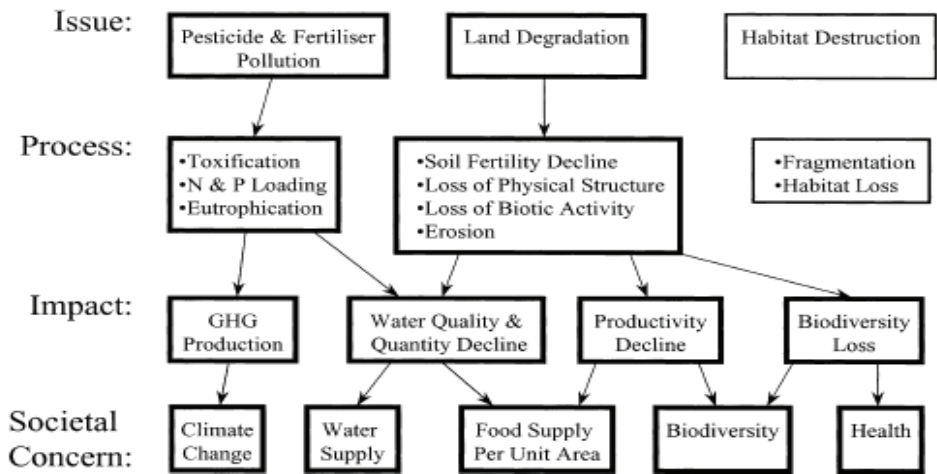 Issue:
Pesticide & Fertiliser
Pollution
Land Degradation
Habitat Destruction
Process:
•Toxification
•N & P Loading
•Eutrophication
•Soil Fertility Decline
•Loss of Physical Structure
•Loss of Biotic Activity
•Erosion
•Fragmentation
•Habitat Loss
Impact:
GHG
Production
Water Quality &
Quantity Decline
Productivity
Decline
Biodiversity
Loss
Societal
Concern:
Climate
Change
Water
Supply
Food Supply
Per Unit Area
Biodiversity
Health